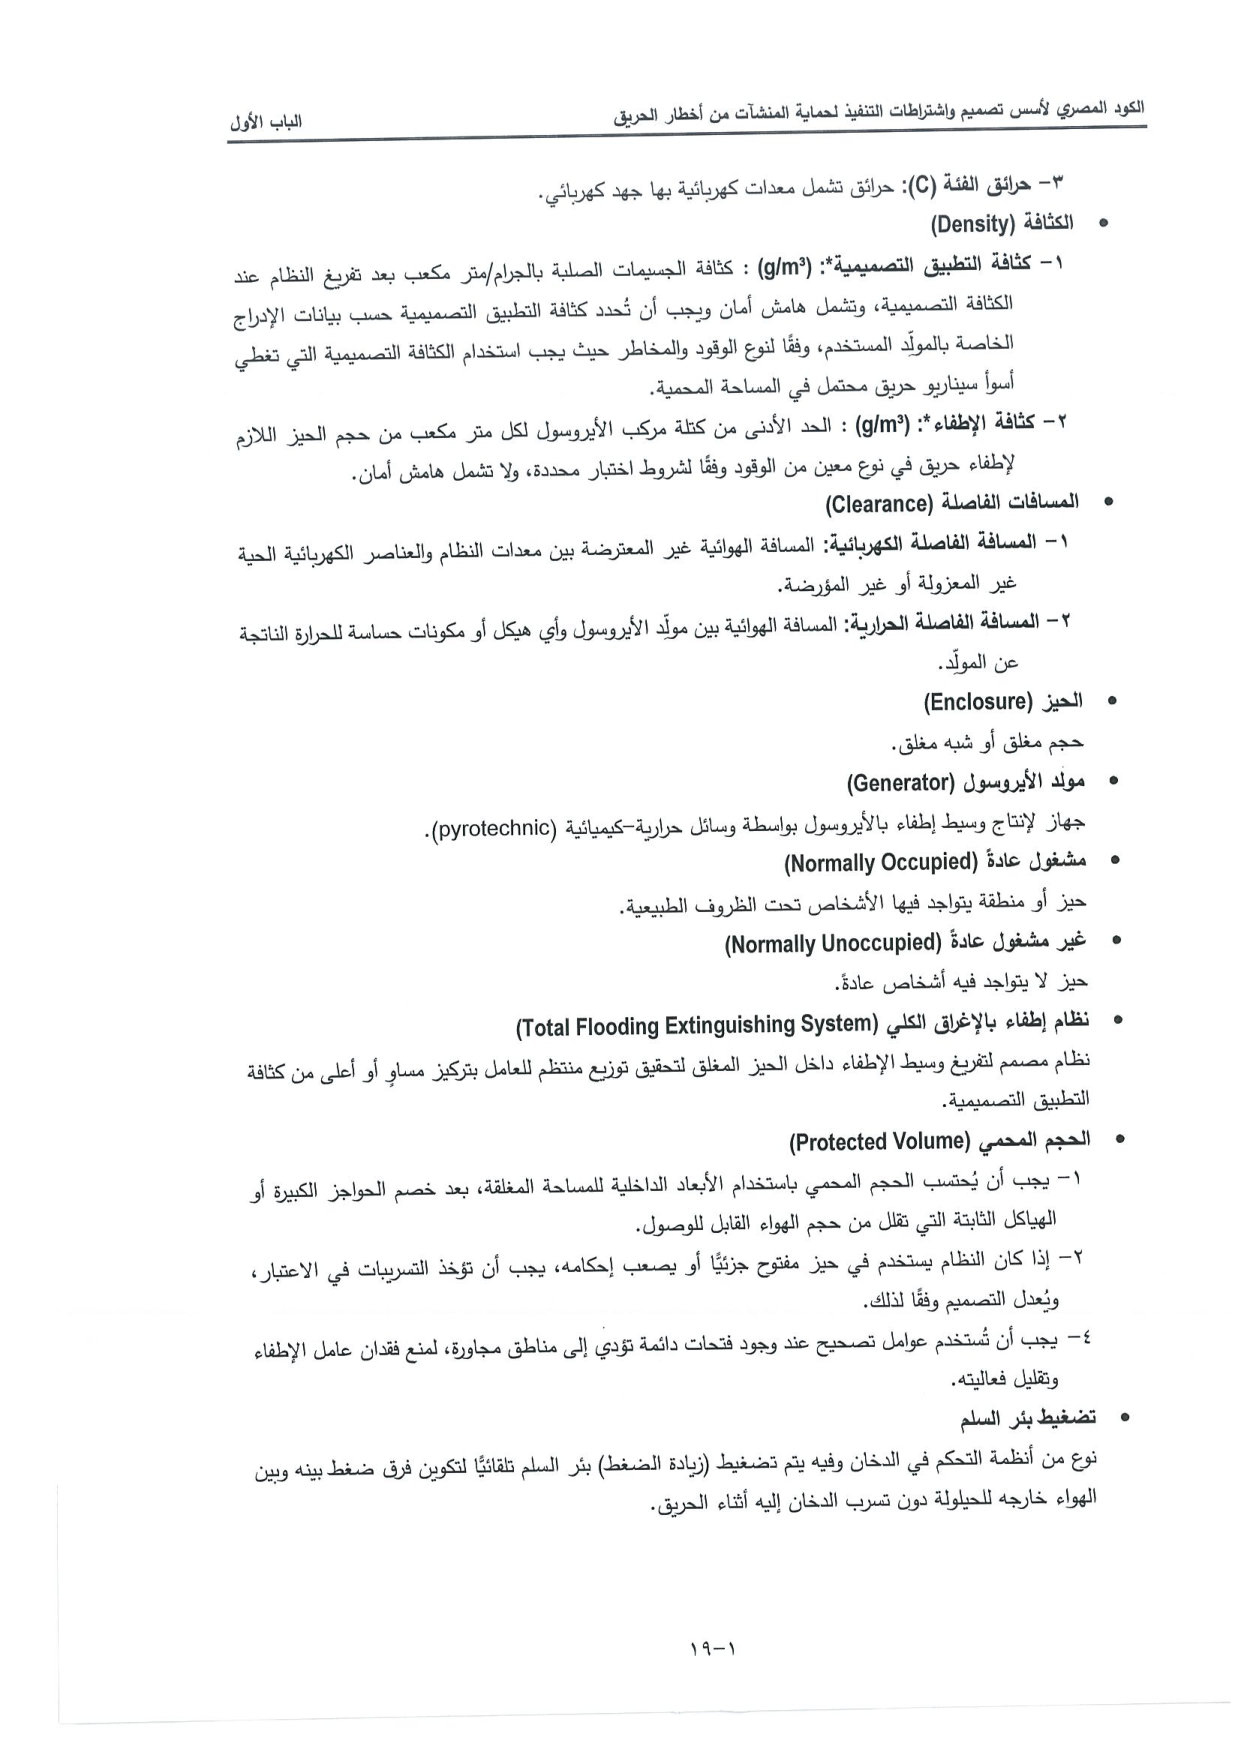 الكود المصري لأسس تصميم واشتراطات التنفيذ لحماية المنشآت من أخطار الحريق
الباب الأول
٣- حرائق الفئة (C): حرائق تشمل معدات كهربائية بها جهد كهربائي.
• الكثافة (Density)
١- كثافة التطبيق التصميمية*: (g/m³) : كثافة الجسيمات الصلبة بالجرام/متر مكعب بعد تفريغ النظام عند
الكثافة التصميمية، وتشمل هامش أمان ويجب أن تُحدد كثافة التطبيق التصميمية حسب بيانات الإدراج
الخاصة بالمولّد المستخدم، وفقًا لنوع الوقود والمخاطر حيث يجب استخدام الكثافة التصميمية التي تغطي
أسوأ سيناريو حريق محتمل في المساحة المحمية.
٢- كثافة الإطفاء*: (g/m³) : الحد الأدنى من كتلة مركب الأيروسول لكل متر مكعب من حجم الحيز اللازم
لإطفاء حريق في نوع معين من الوقود وفقًا لشروط اختبار محددة، ولا تشمل هامش أمان.
• المسافات الفاصلة (Clearance)
١- المسافة الفاصلة الكهربائية: المسافة الهوائية غير المعترضة بين معدات النظام والعناصر الكهربائية الحية
غير المعزولة أو غير المؤرضة.
٢- المسافة الفاصلة الحرارية: المسافة الهوائية بين مولّد الأيروسول وأي هيكل أو مكونات حساسة للحرارة الناتجة
عن المولّد.
• الحيز (Enclosure)
حجم مغلق أو شبه مغلق.
• مولد الأيروسول (Generator)
جهاز لإنتاج وسيط إطفاء بالأيروسول بواسطة وسائل حرارية-كيميائية (pyrotechnic).
• مشغول عادةً (Normally Occupied)
حيز أو منطقة يتواجد فيها الأشخاص تحت الظروف الطبيعية.
• غير مشغول عادةً (Normally Unoccupied)
حيز لا يتواجد فيه أشخاص عادةً.
• نظام إطفاء بالإغراق الكلي (Total Flooding Extinguishing System)
نظام مصمم لتفريغ وسيط الإطفاء داخل الحيز المغلق لتحقيق توزيع منتظم للعامل بتركيز مساوٍ أو أعلى من كثافة
التطبيق التصميمية.
• الحجم المحمي (Protected Volume)
١- يجب أن يُحتسب الحجم المحمي باستخدام الأبعاد الداخلية للمساحة المغلقة، بعد خصم الحواجز الكبيرة أو
الهياكل الثابتة التي تقلل من حجم الهواء القابل للوصول.
٢- إذا كان النظام يستخدم في حيز مفتوح جزئيًّا أو يصعب إحكامه، يجب أن تؤخذ التسريبات في الاعتبار،
ويُعدل التصميم وفقًا لذلك.
٤- يجب أن تُستخدم عوامل تصحيح عند وجود فتحات دائمة تؤدي إلى مناطق مجاورة، لمنع فقدان عامل الإطفاء
وتقليل فعاليته.
• تضغيط بئر السلم
نوع من أنظمة التحكم في الدخان وفيه يتم تضغيط (زيادة الضغط) بئر السلم تلقائيًّا لتكوين فرق ضغط بينه وبين
الهواء خارجه للحيلولة دون تسرب الدخان إليه أثناء الحريق.
١-١٩